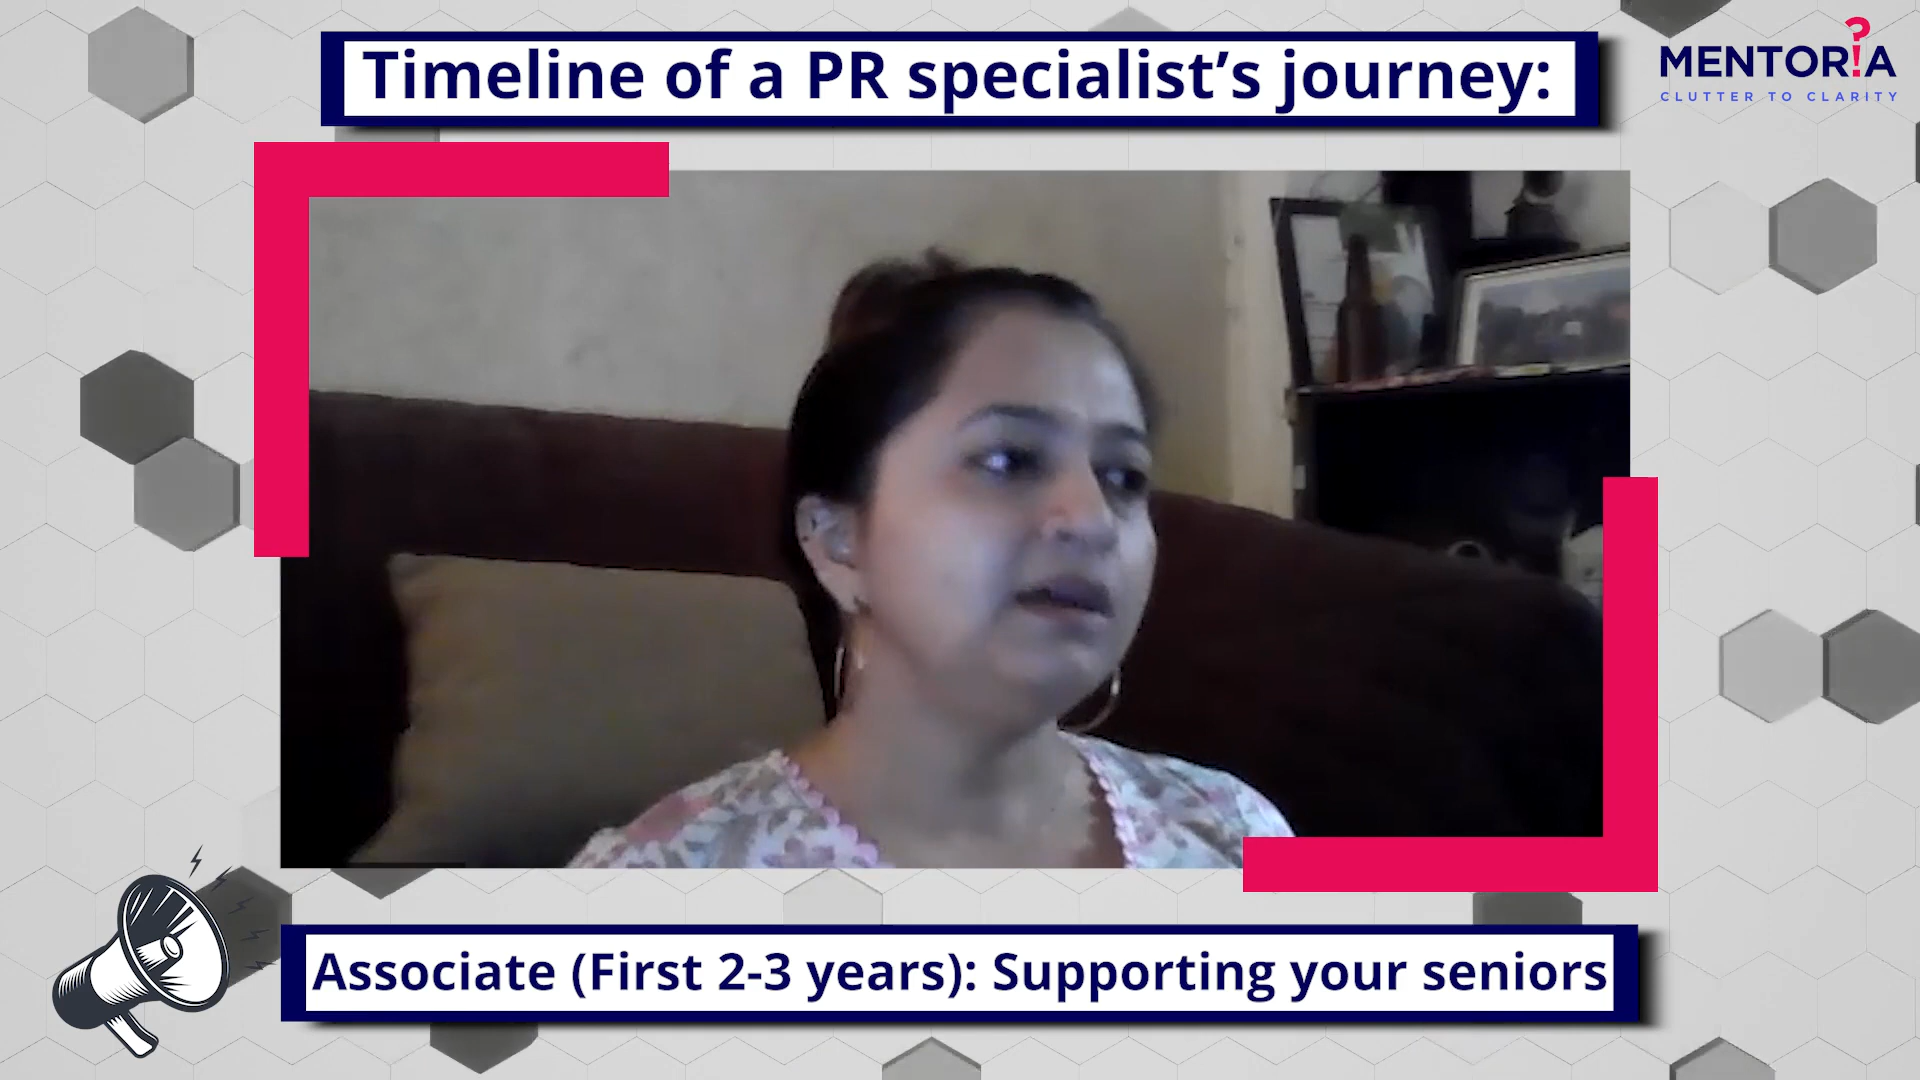 Timeline of a PR specialist's journey:
MENTOR!A
CLUTTER TO CLARITY
Associate (First 2-3 years): Supporting your seniors